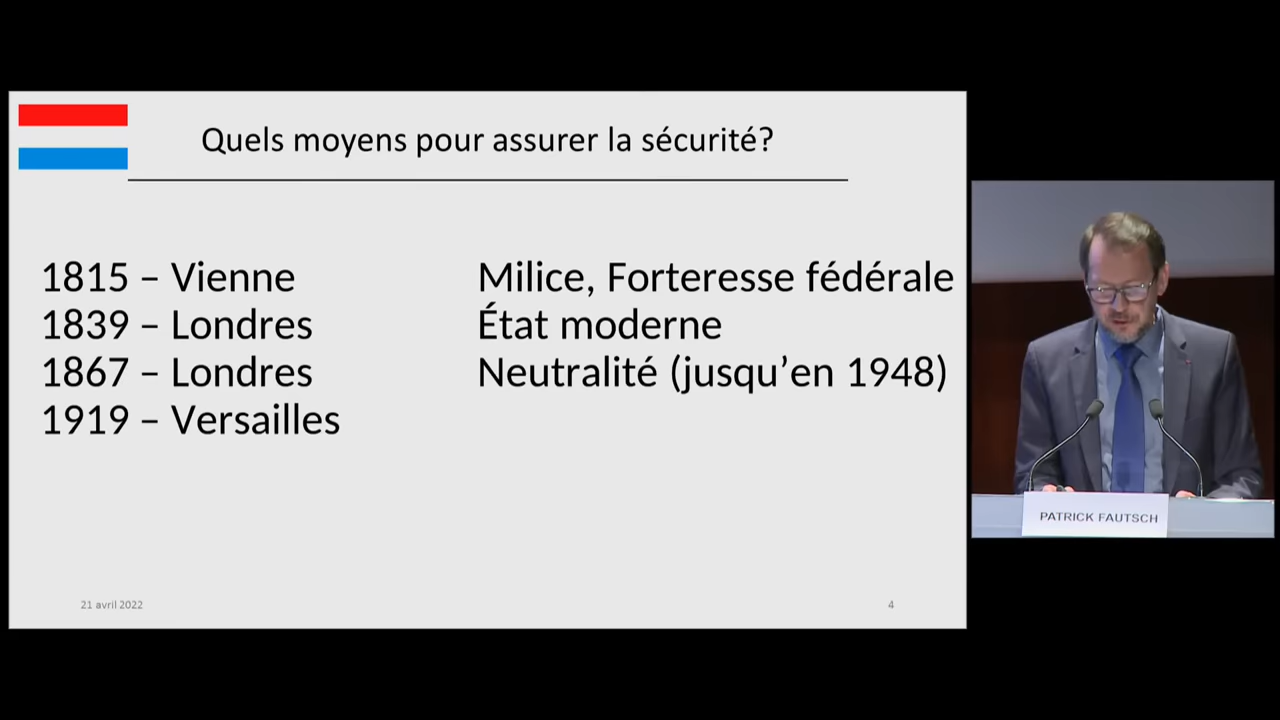 Quels moyens pour assurer la sécurité?
1815 – Vienne Milice, Forteresse fédérale
1839 – Londres État moderne
1867 – Londres Neutralité (jusqu’en 1948)
1919 – Versailles
21 avril 2022 4
PATRICK FAUTSCH